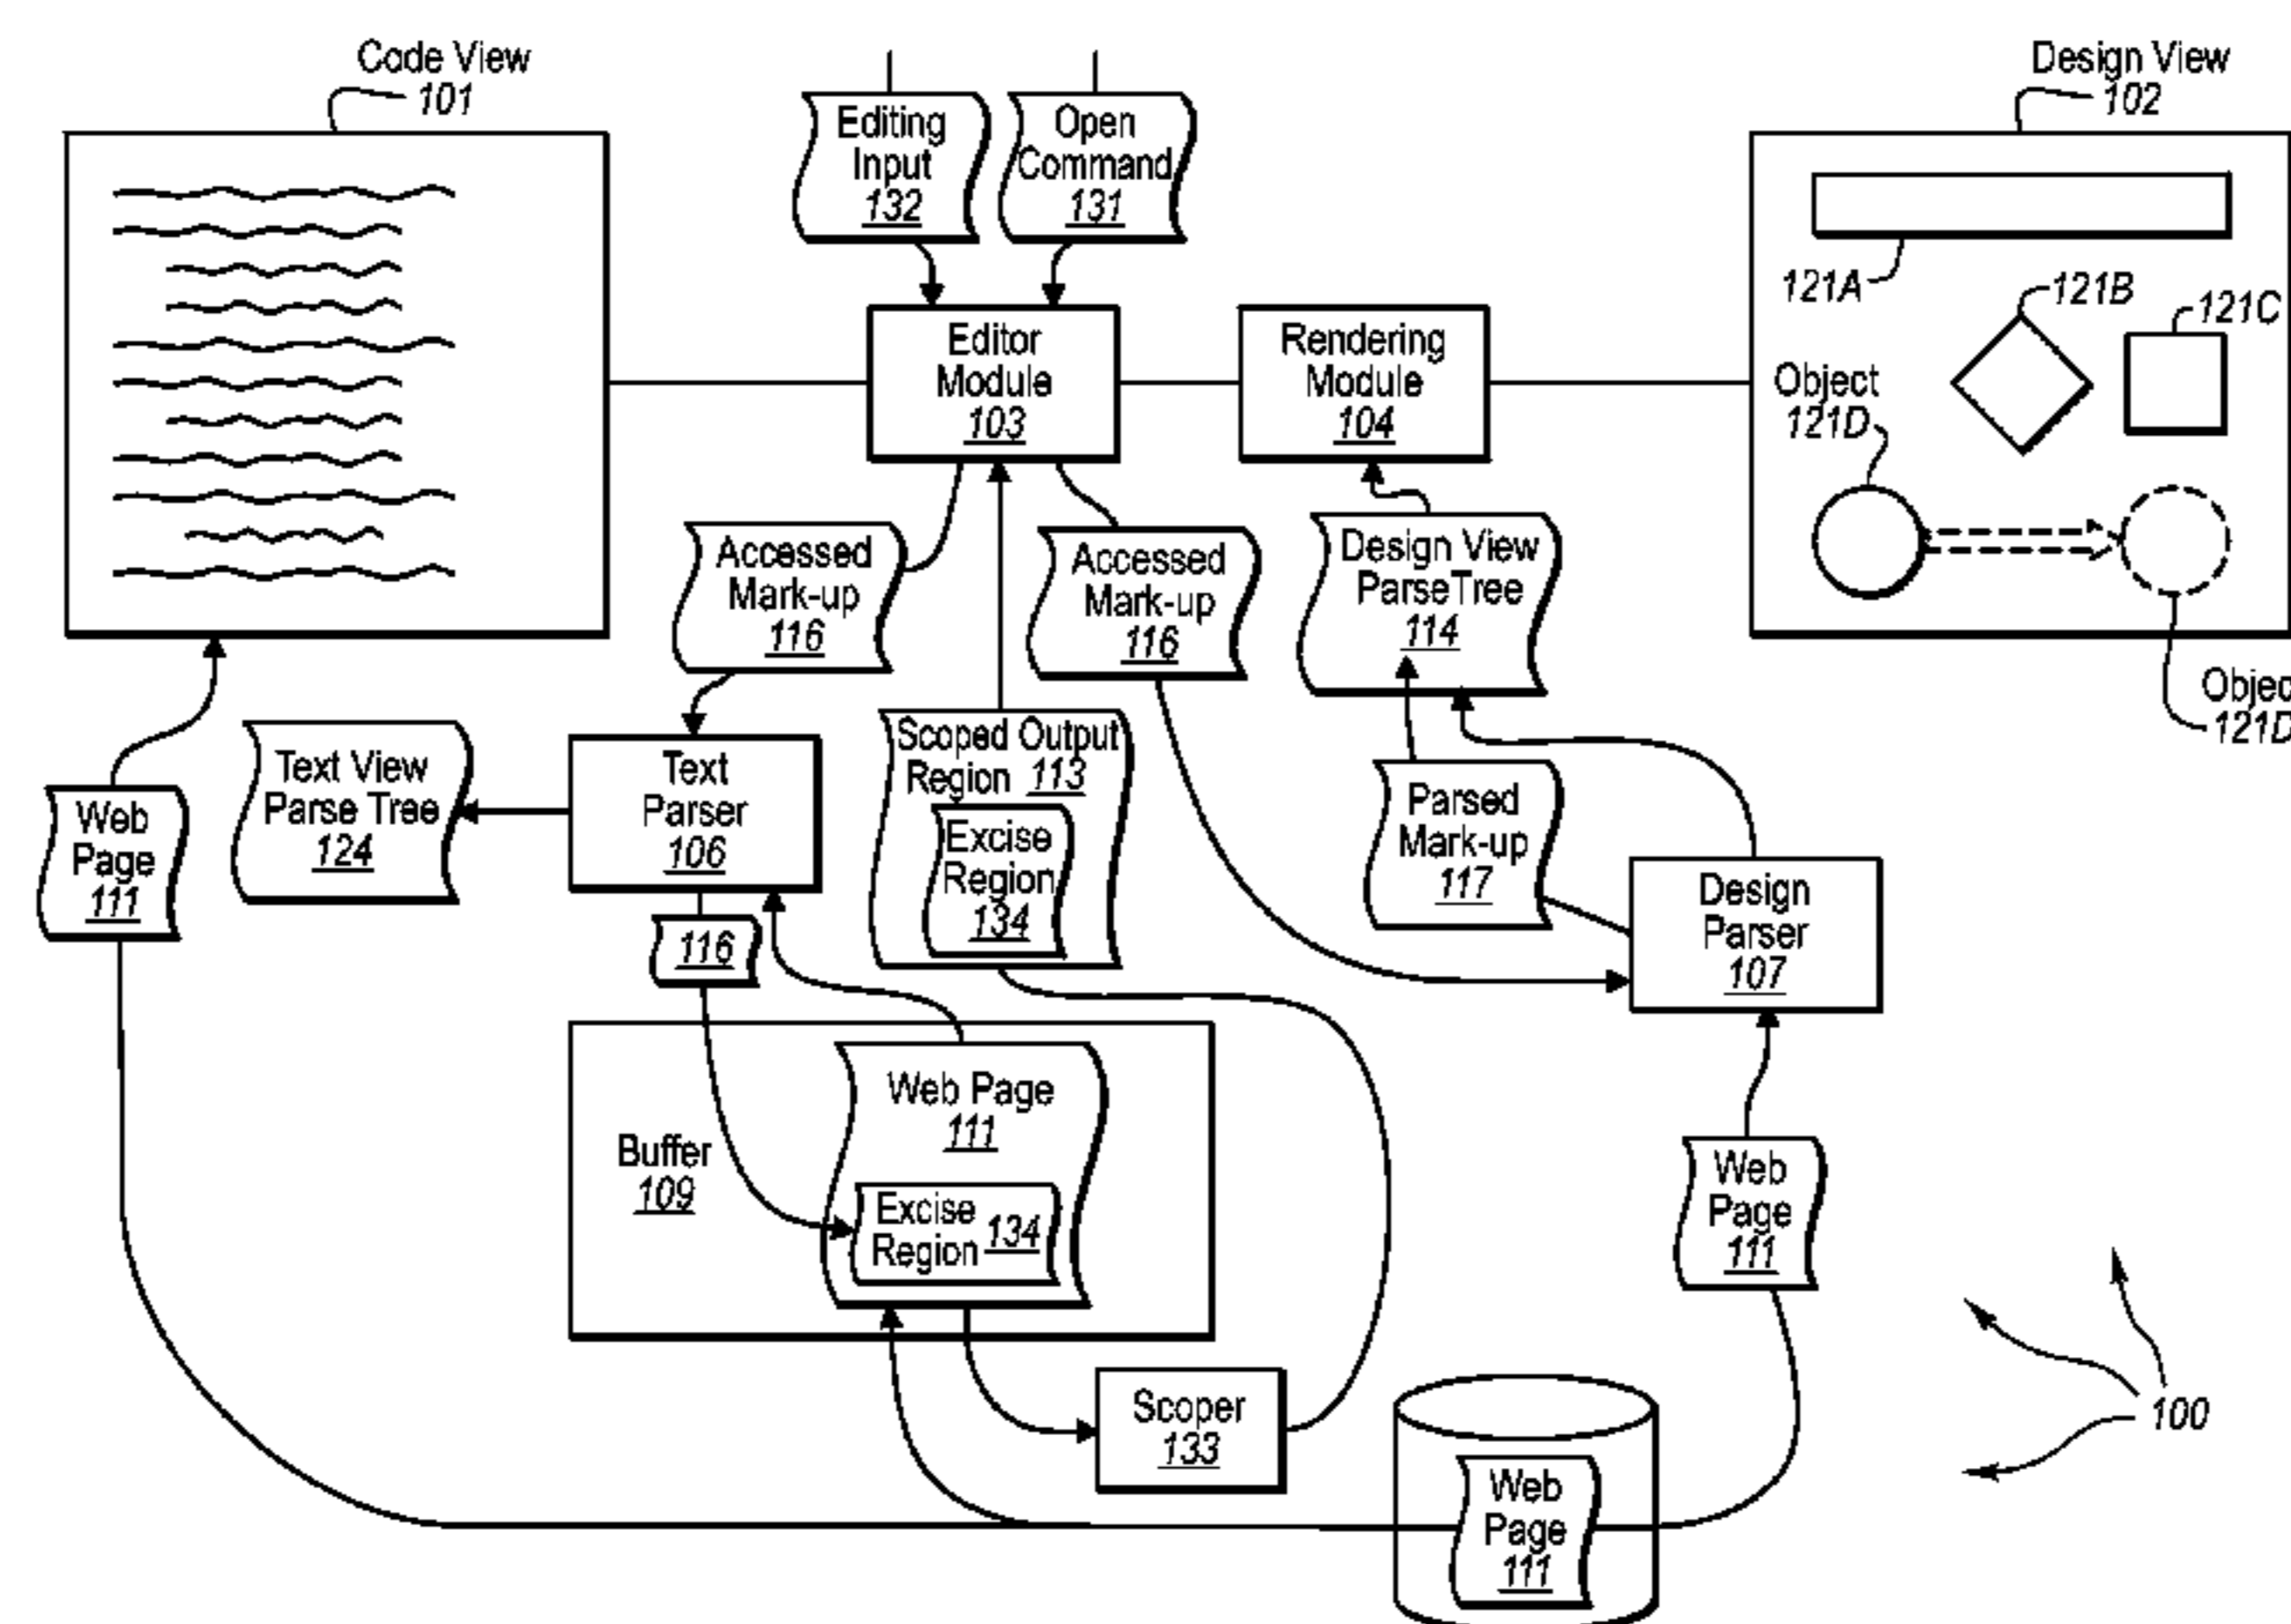 Code View
101
Editing
Input
132
Open
Command
131
Design View
102
121A
121B
121C
Object
121D
Editor
Module
103
Rendering
Module
104
Accessed
Mark-up
116
Accessed
Mark-up
116
Design View
ParseTree
114
Objec
121D
Web
Page
111
Text View
Parse Tree
124
Text
Parser
106
Scoped Output
Region 113
Excise
Region
134
Parsed
Mark-up
117
Design
Parser
107
116
Buffer
109
Web Page
111
Excise
Region 134
Web
Page
111
Scoper
133
Web
Page
111
100